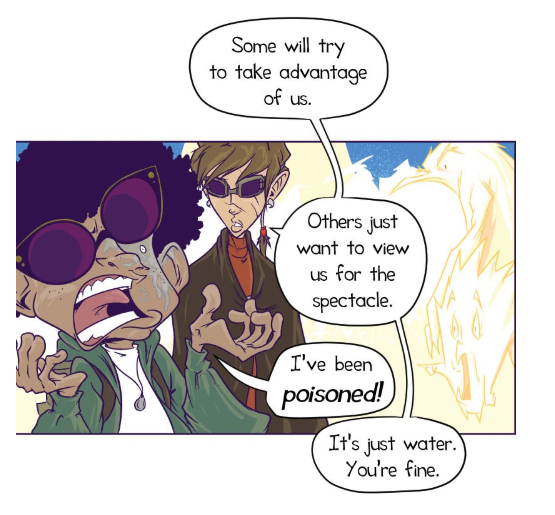 Some will try
to take advantage
of us.
Others just
want to view
us for the
spectacle.
I've been
poisoned!
It's just water.
You're fine.